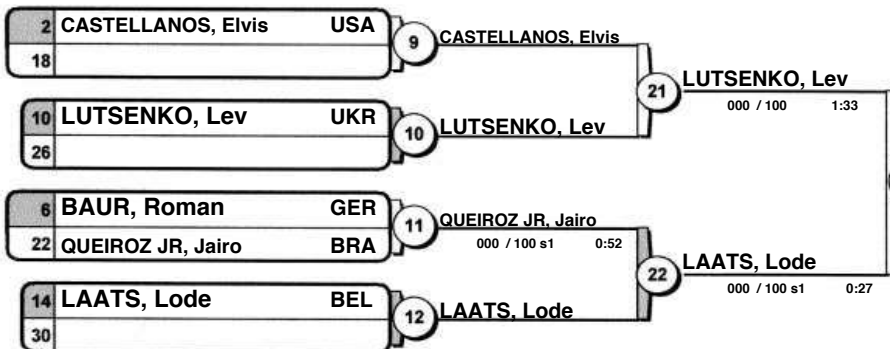 2 CASTELLANOS, Elvis USA
18
9
CASTELLANOS, Elvis
10 LUTSENKO, Lev UKR
26
10
LUTSENKO, Lev
21
LUTSENKO, Lev
000 / 100 1:33
6 BAUR, Roman GER
22 QUEIROZ JR, Jairo BRA
11
QUEIROZ JR, Jairo
000 / 100 s1 0:52
14 LAATS, Lode BEL
30
12
LAATS, Lode
22
LAATS, Lode
000 / 100 s1 0:27